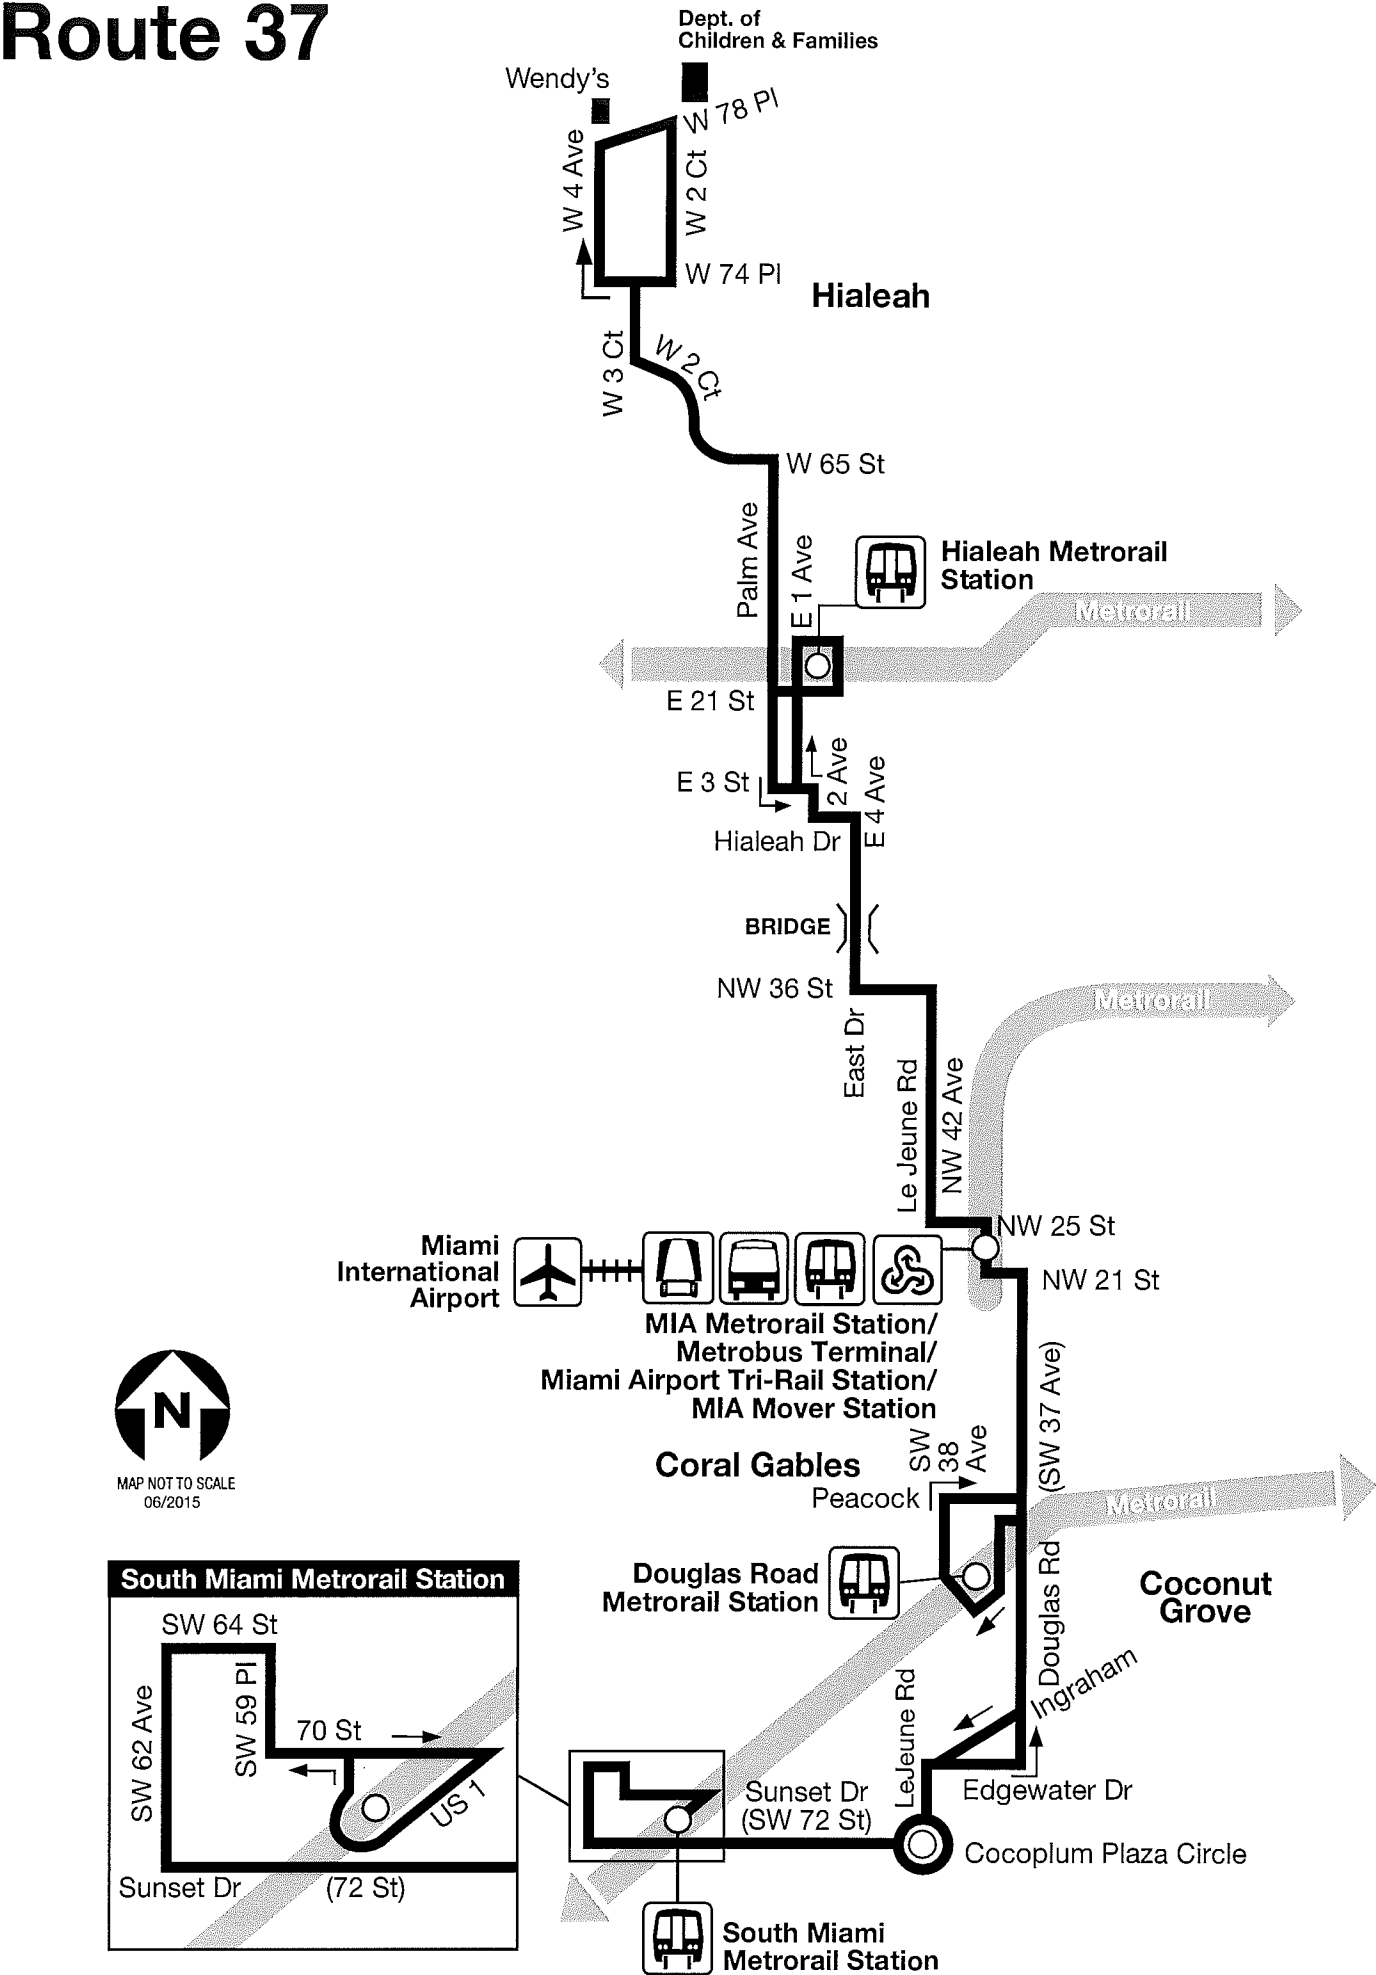 Route 37
Dept. of
Children & Families
Wendy's
W 78 Pl
W 4 Ave
W 2 Ct
W 74 Pl
Hialeah
W 3 Ct
W 2 Ct
W 65 St
Palm Ave
E 1 Ave
Hialeah Metrorail
Station
Metrorail
E 21 St
E 3 St
2 Ave
E 4 Ave
Hialeah Dr
BRIDGE
NW 36 St
Metrorail
East Dr
Le Jeune Rd
NW 42 Ave
NW 25 St
Miami
International
Airport
NW 21 St
MIA Metrorail Station/
Metrobus Terminal/
Miami Airport Tri-Rail Station/
MIA Mover Station
N
MAP NOT TO SCALE
06/2015
(SW 37 Ave)
SW
38
Ave
Coral Gables
Peacock
Metrorail
Douglas Road
Metrorail Station
Douglas Rd
Coconut
Grove
South Miami Metrorail Station
SW 64 St
SW 62 Ave
SW 59 Pl
70 St
US 1
Sunset Dr
(72 St)
Ingraham
LeJeune Rd
Edgewater Dr
Sunset Dr
(SW 72 St)
Cocoplum Plaza Circle
South Miami
Metrorail Station